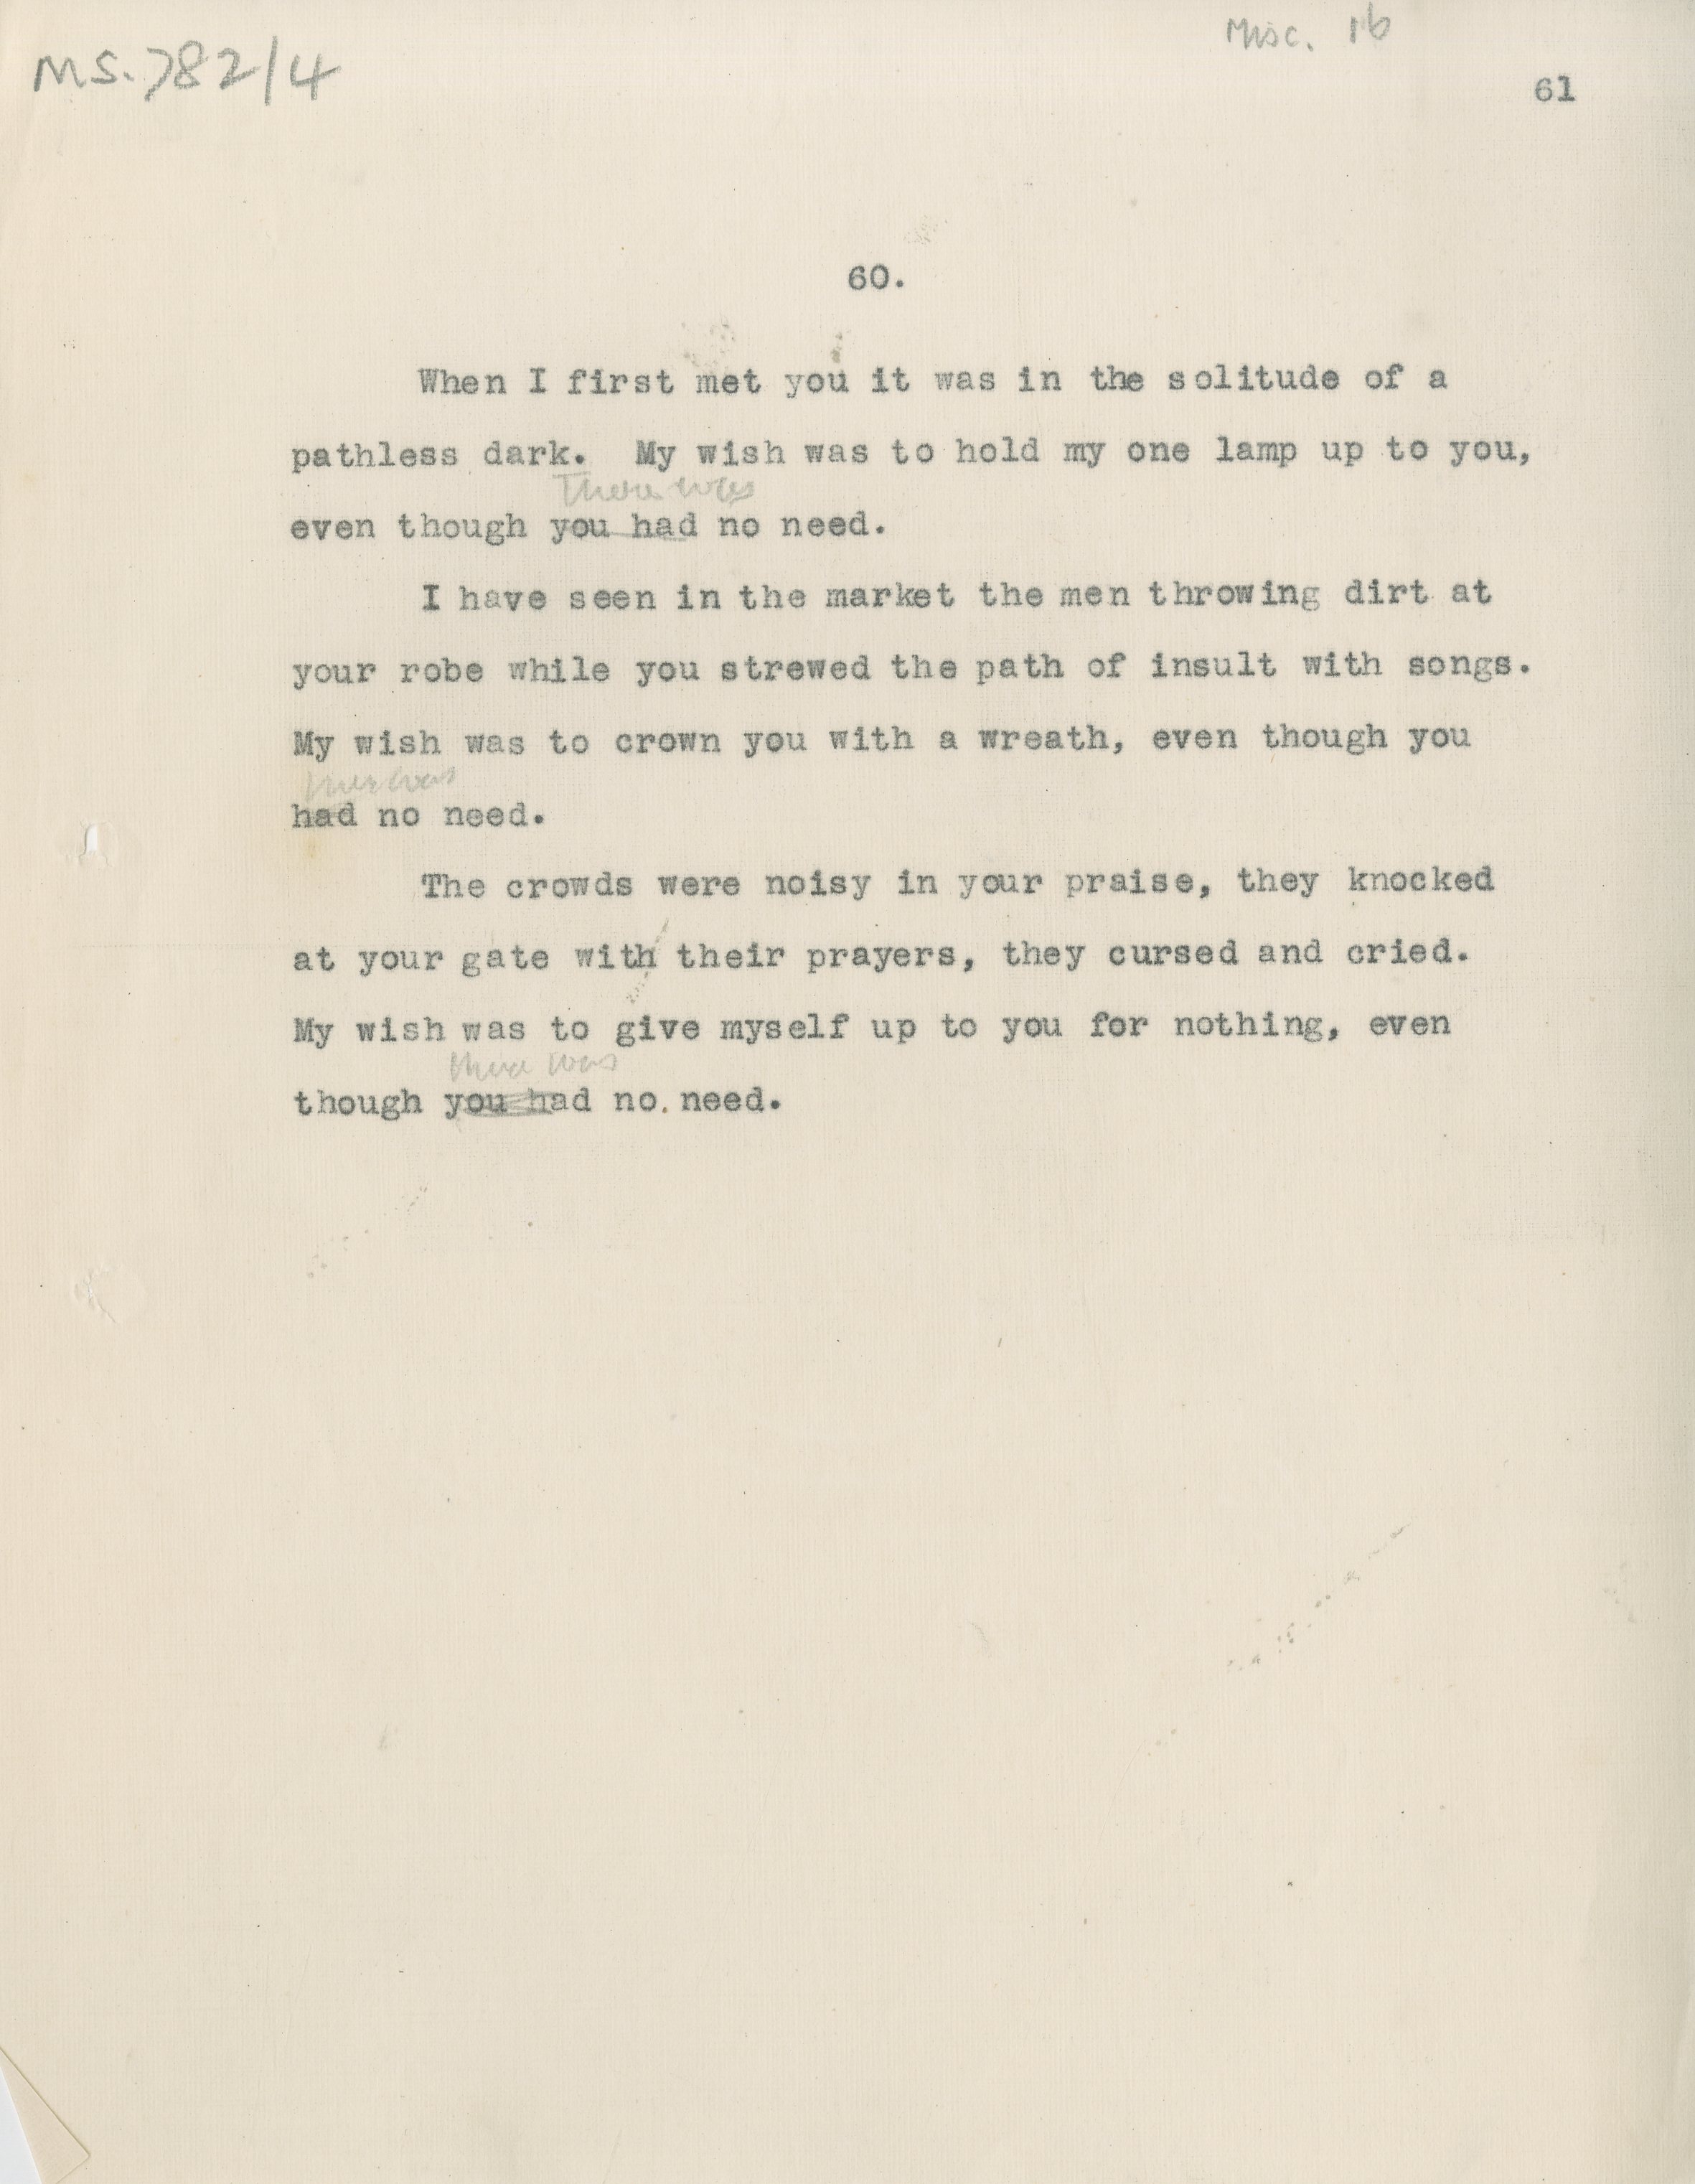 MS. 782/4
Misc. 16
61
60.
When I first met you it was in the solitude of a
pathless dark. My wish was to hold my one lamp up to you,
There was
even though you had no need.
I have seen in the market the men throwing dirt at
your robe while you strewed the path of insult with songs.
My wish was to crown you with a wreath, even though you
there was
had no need.
The crowds were noisy in your praise, they knocked
at your gate with their prayers, they cursed and cried.
My wish was to give myself up to you for nothing, even
there was
though you had no need.